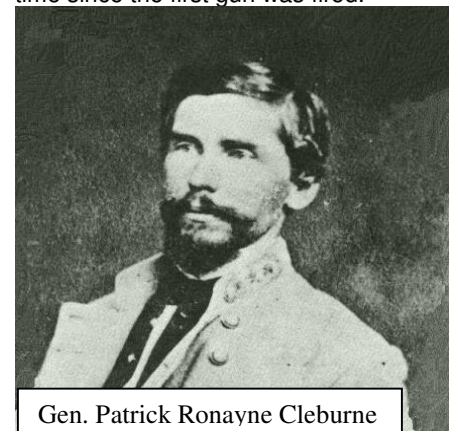 time since the first gun was fired.
Gen. Patrick Ronayne Cleburne